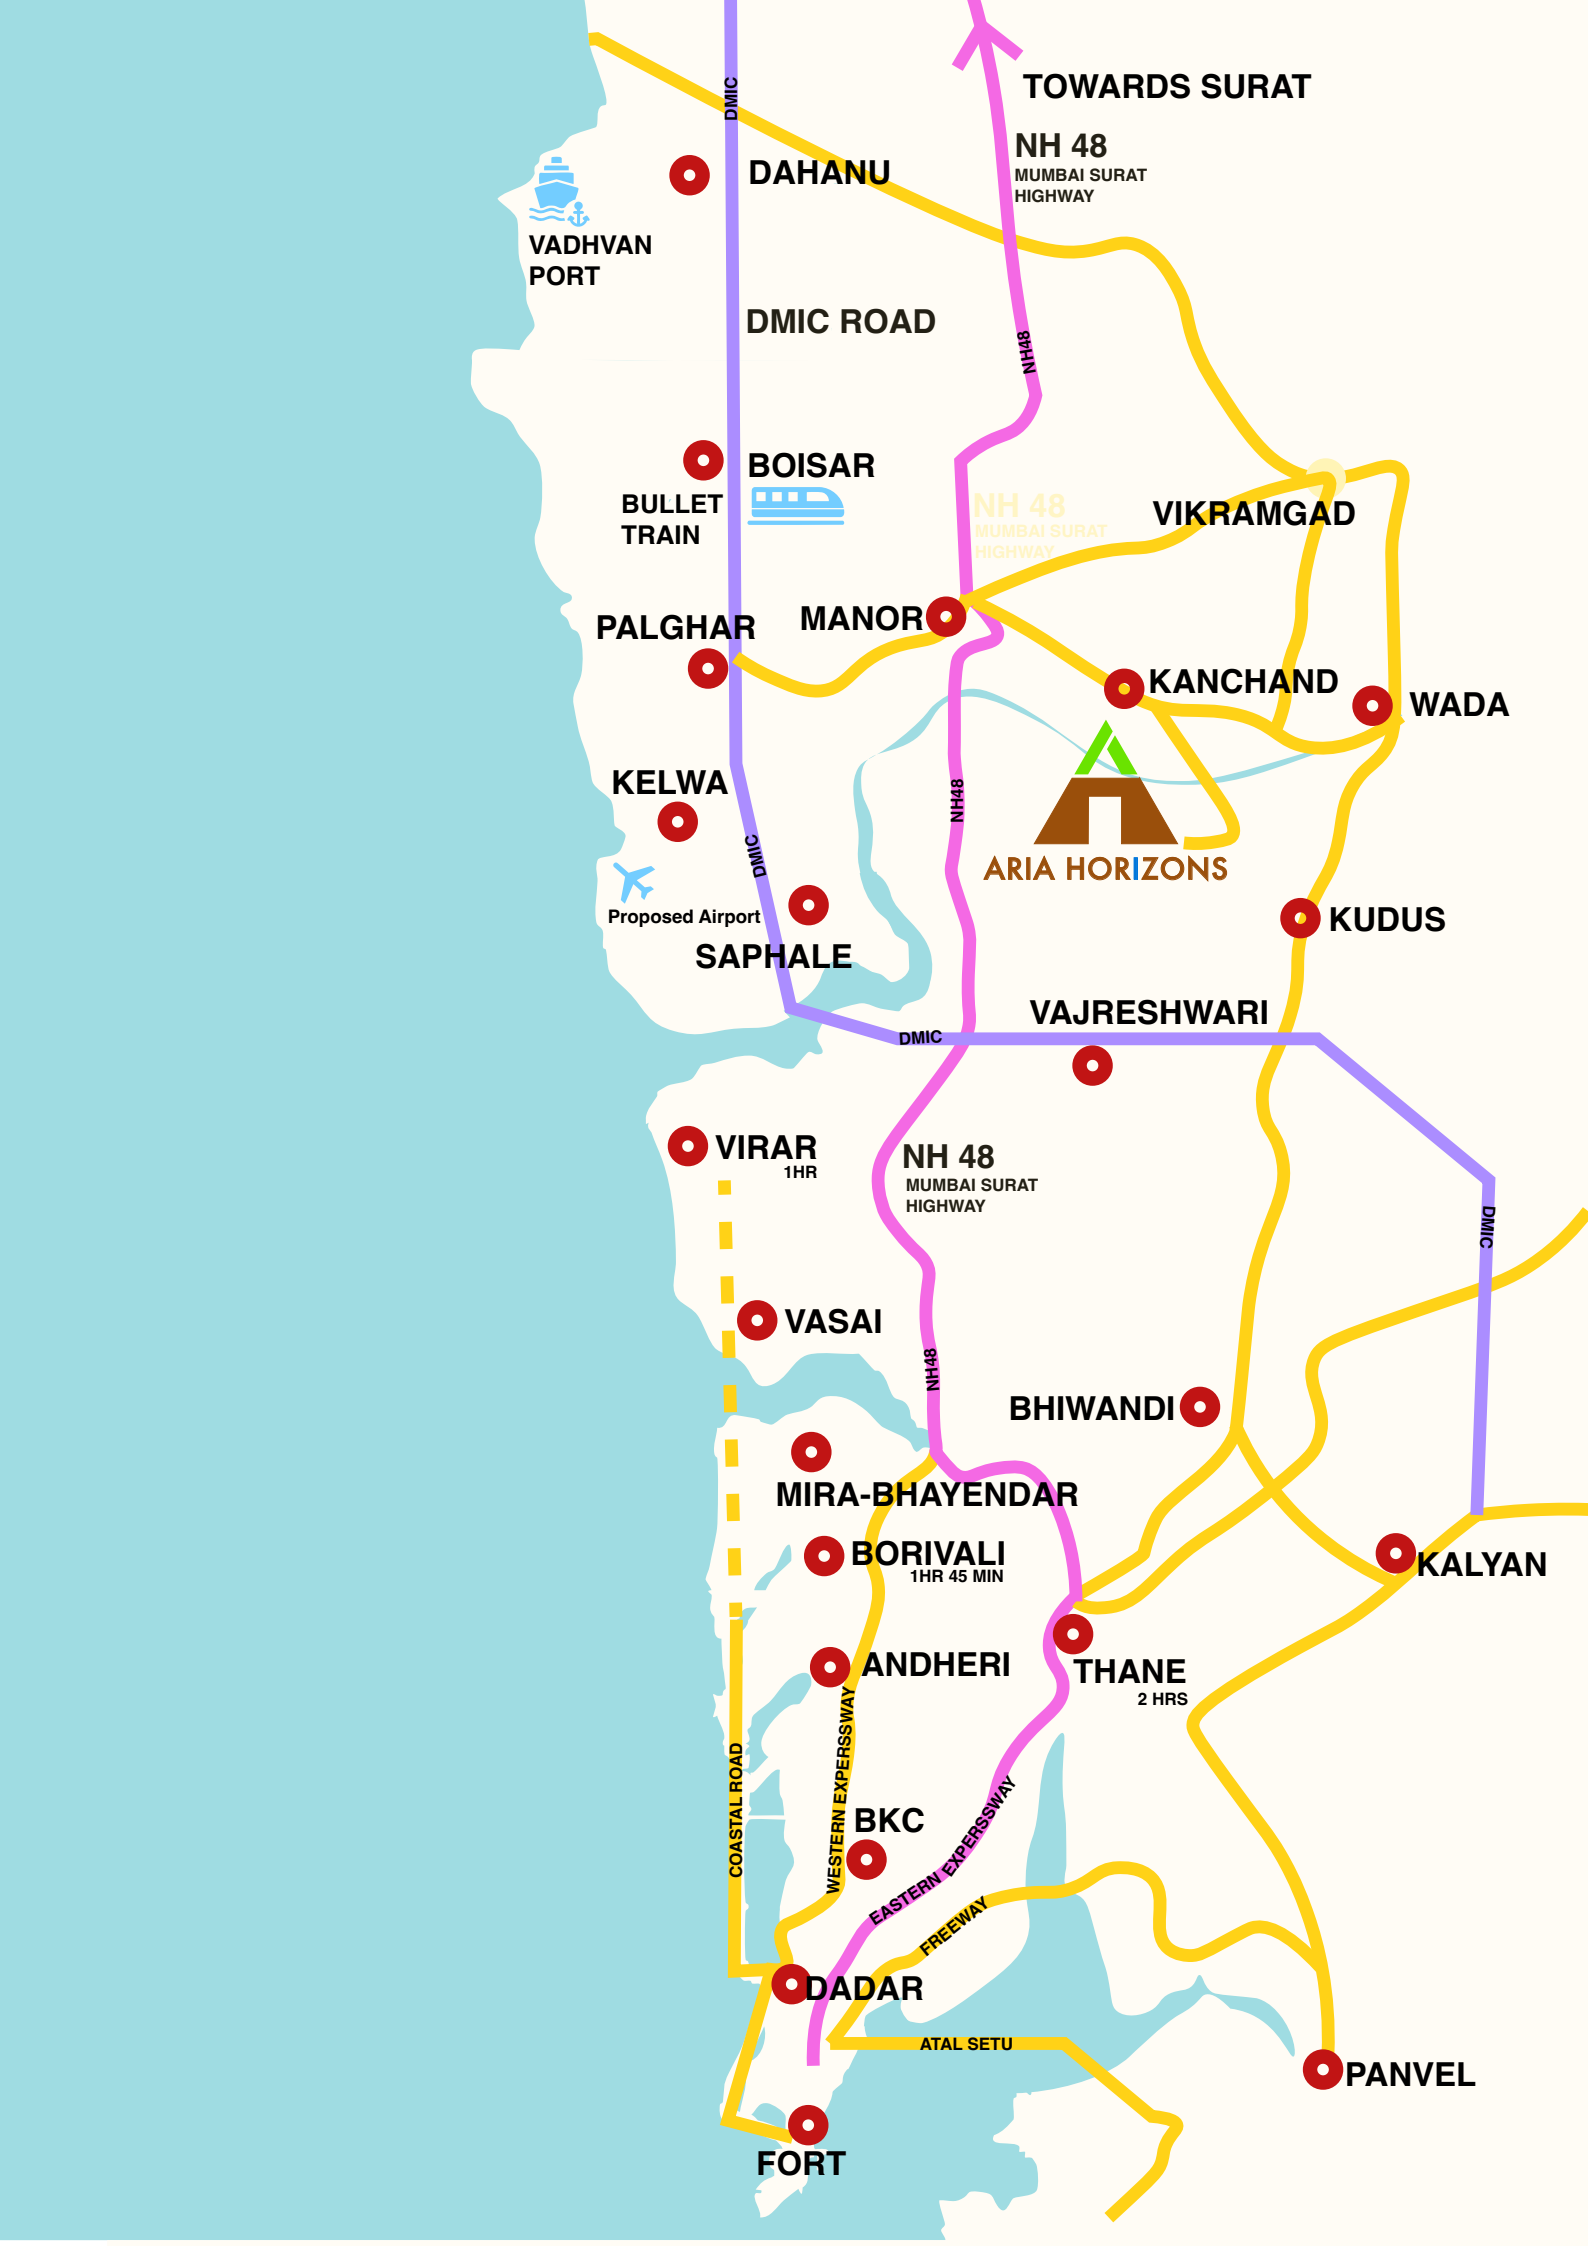 DMIC
TOWARDS SURAT
NH 48
MUMBAI SURAT
HIGHWAY
DAHANU
VADHVAN
PORT
DMIC ROAD
NH48
BOISAR
BULLET
TRAIN
NH 48
MUMBAI SURAT
HIGHWAY
VIKRAMGAD
PALGHAR
MANOR
KANCHAND
WADA
KELWA
NH48
DMIC
ARIA HORIZONS
Proposed Airport
KUDUS
SAPHALE
VAJRESHWARI
DMIC
VIRAR
1HR
NH 48
MUMBAI SURAT
HIGHWAY
DMIC
VASAI
NH48
BHIWANDI
MIRA-BHAYENDAR
BORIVALI
1HR 45 MIN
KALYAN
ANDHERI
THANE
2 HRS
WESTERN EXPERSSWAY
COASTAL ROAD
BKC
EASTERN EXPERSSWAY
FREEWAY
DADAR
ATAL SETU
PANVEL
FORT